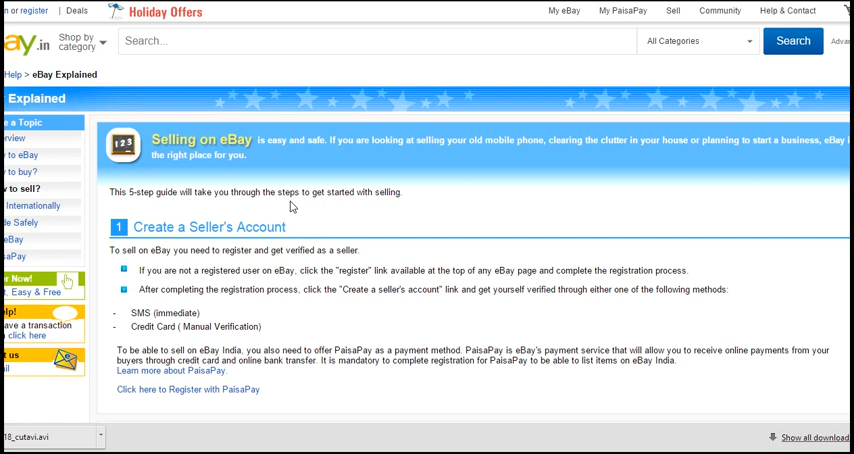 n or register | Deals Holiday Offers My eBay My PaisaPay Sell Community Help & Contact
ay.in Shop by category Search... All Categories Search Advan
Help > eBay Explained
Explained
e a Topic
rview
y to eBay
y to buy?
w to sell?
Internationally
de Safely
eBay
saPay
er Now!
t, Easy & Free
elp!
ave a transaction
click here
t us
ail
1 2 3
Selling on eBay is easy and safe. If you are looking at selling your old mobile phone, clearing the clutter in your house or planning to start a business, eBay i
the right place for you.
This 5-step guide will take you through the steps to get started with selling.
1 Create a Seller's Account
To sell on eBay you need to register and get verified as a seller.
If you are not a registered user on eBay, click the "register" link available at the top of any eBay page and complete the registration process.
After completing the registration process, click the "Create a seller's account" link and get yourself verified through either one of the following methods:
- SMS (immediate)
- Credit Card ( Manual Verification)
To be able to sell on eBay India, you also need to offer PaisaPay as a payment method. PaisaPay is eBay's payment service that will allow you to receive online payments from your
buyers through credit card and online bank transfer. It is mandatory to complete registration for PaisaPay to be able to list items on eBay India.
Learn more about PaisaPay.
Click here to Register with PaisaPay
18_cutavi.avi
Show all download